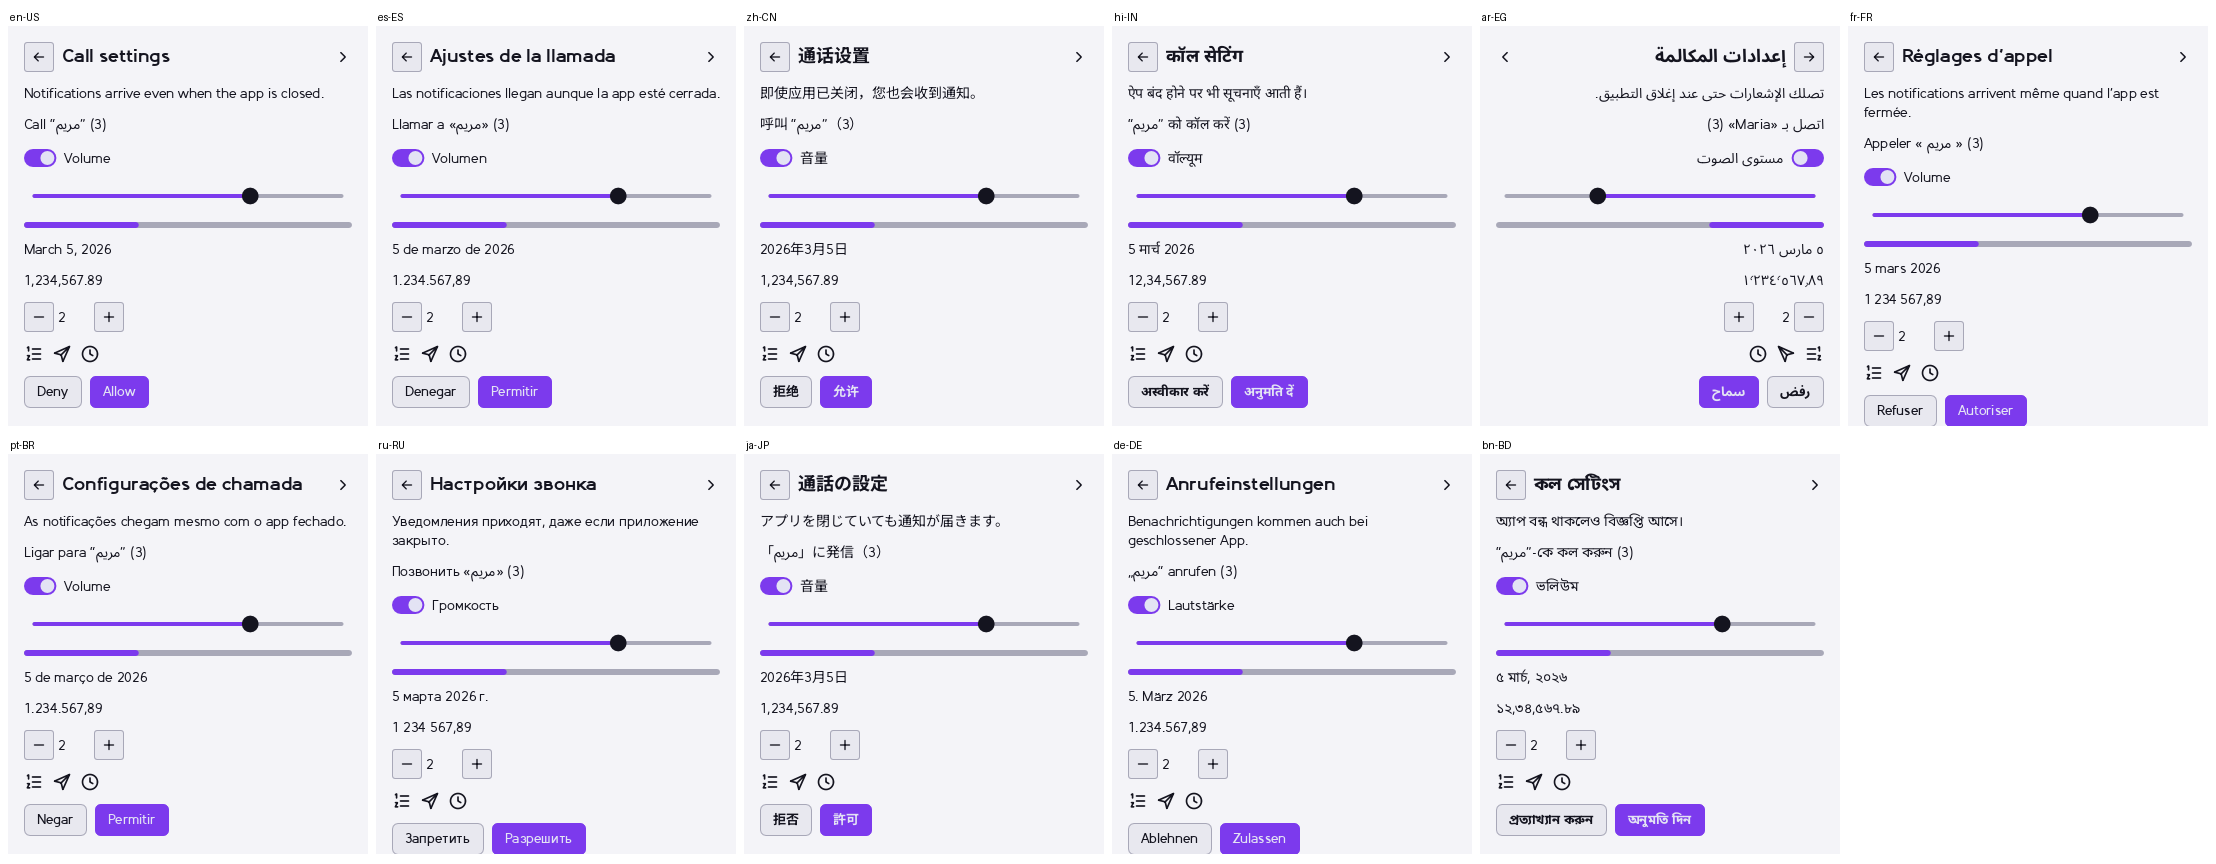 en-US
Call settings
Notifications arrive even when the app is closed.
Call “مريم” (3)
Volume
March 5, 2026
1,234,567.89
2
Deny
Allow
es-ES
Ajustes de la llamada
Las notificaciones llegan aunque la app esté cerrada.
Llamar a «مريم» (3)
Volumen
5 de marzo de 2026
1.234.567,89
2
Denegar
Permitir
zh-CN
通话设置
即使应用已关闭，您也会收到通知。
呼叫 “مريم”（3）
音量
2026年3月5日
1,234,567.89
2
拒绝
允许
hi-IN
कॉल सेटिंग
ऐप बंद होने पर भी सूचनाएँ आती हैं।
“मريم” को कॉल करें (3)
वॉल्यूम
5 मार्च 2026
12,34,567.89
2
अस्वीकार करें
अनुमति दें
ar-EG
إعدادات المكالمة
تصلك الإشعارات حتى عند إغلاق التطبيق.
اتصل بـ «Maria» (3)
مستوى الصوت
٥ مارس ٢٠٢٦
١٬٢٣٤٬٥٦٧٫٨٩
2
رفض
سماح
fr-FR
Réglages d’appel
Les notifications arrivent même quand l’app est
fermée.
Appeler « مريم » (3)
Volume
5 mars 2026
1 234 567,89
2
Refuser
Autoriser
pt-BR
Configurações de chamada
As notificações chegam mesmo com o app fechado.
Ligar para “مريم” (3)
Volume
5 de março de 2026
1.234.567,89
2
Negar
Permitir
ru-RU
Настройки звонка
Уведомления приходят, даже если приложение
закрыто.
Позвонить «مريم» (3)
Громкость
5 марта 2026 г.
1 234 567,89
2
Запретить
Разрешить
ja-JP
通話の設定
アプリを閉じていても通知が届きます。
「مريم」に発信（3）
音量
2026年3月5日
1,234,567.89
2
拒否
許可
de-DE
Anrufeinstellungen
Benachrichtigungen kommen auch bei
geschlossener App.
„مريم“ anrufen (3)
Lautstärke
5. März 2026
1.234.567,89
2
Ablehnen
Zulassen
bn-BD
কল সেটিংস
অ্যাপ বন্ধ থাকলেও বিজ্ঞপ্তি আসে।
“مريم”-কে কল করুন (3)
ভলিউম
৫ মার্চ, ২০২৬
১২,৩৪,৫৬৭.৮৯
2
প্রত্যাখ্যান করুন
অনুমতি দিন